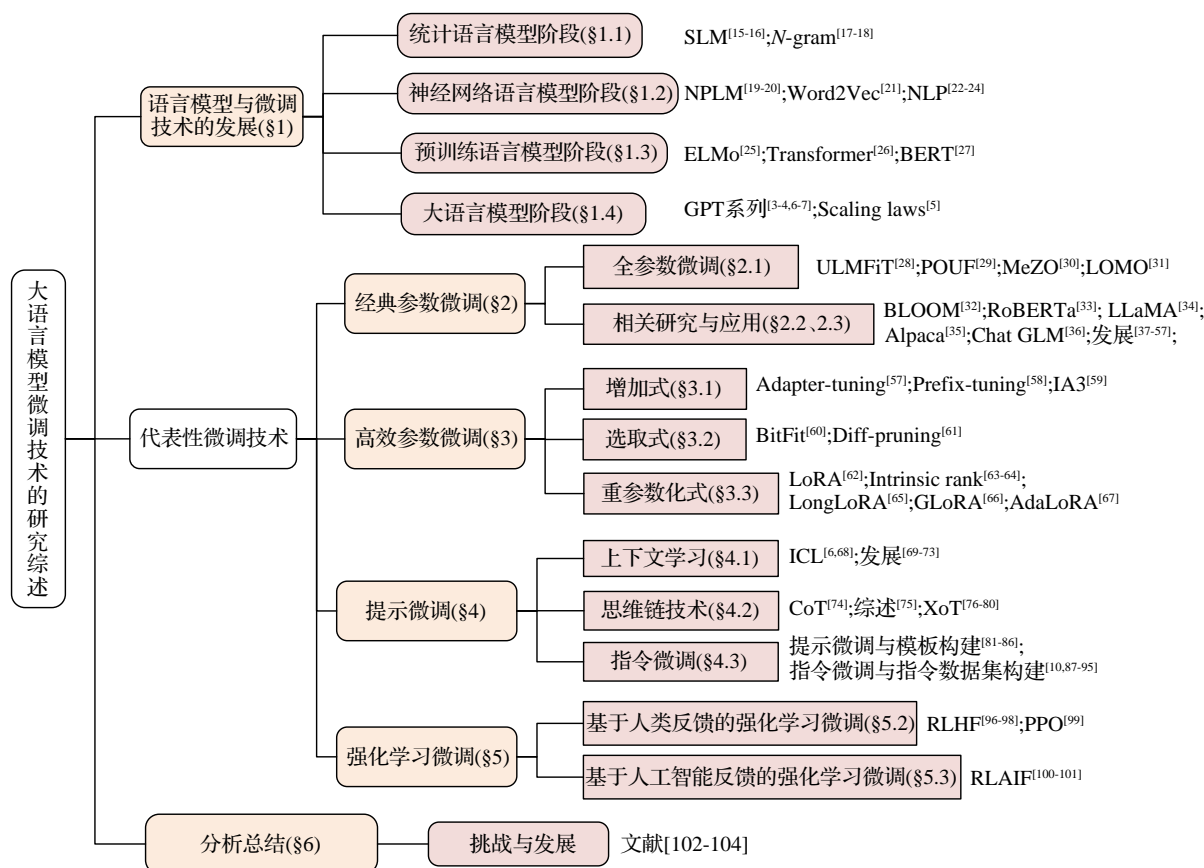 大语言模型微调技术的研究综述
语言模型与微调
技术的发展(§1)
统计语言模型阶段(§1.1)
SLM[15-16];N-gram[17-18]
神经网络语言模型阶段(§1.2)
NPLM[19-20];Word2Vec[21];NLP[22-24]
预训练语言模型阶段(§1.3)
ELMo[25];Transformer[26];BERT[27]
大语言模型阶段(§1.4)
GPT系列[3-4,6-7];Scaling laws[5]
代表性微调技术
经典参数微调(§2)
全参数微调(§2.1)
ULMFiT[28];POUF[29];MeZO[30];LOMO[31]
相关研究与应用(§2.2、2.3)
BLOOM[32];RoBERTa[33]; LLaMA[34];
Alpaca[35];Chat GLM[36];发展[37-57];
高效参数微调(§3)
增加式(§3.1)
Adapter-tuning[57];Prefix-tuning[58];IA3[59]
选取式(§3.2)
BitFit[60];Diff-pruning[61]
重参数化式(§3.3)
LoRA[62];Intrinsic rank[63-64];
LongLoRA[65];GLoRA[66];AdaLoRA[67]
提示微调(§4)
上下文学习(§4.1)
ICL[6,68];发展[69-73]
思维链技术(§4.2)
CoT[74];综述[75];XoT[76-80]
指令微调(§4.3)
提示微调与模板构建[81-86];
指令微调与指令数据集构建[10,87-95]
强化学习微调(§5)
基于人类反馈的强化学习微调(§5.2)
RLHF[96-98];PPO[99]
基于人工智能反馈的强化学习微调(§5.3)
RLAIF[100-101]
分析总结(§6)
挑战与发展
文献[102-104]